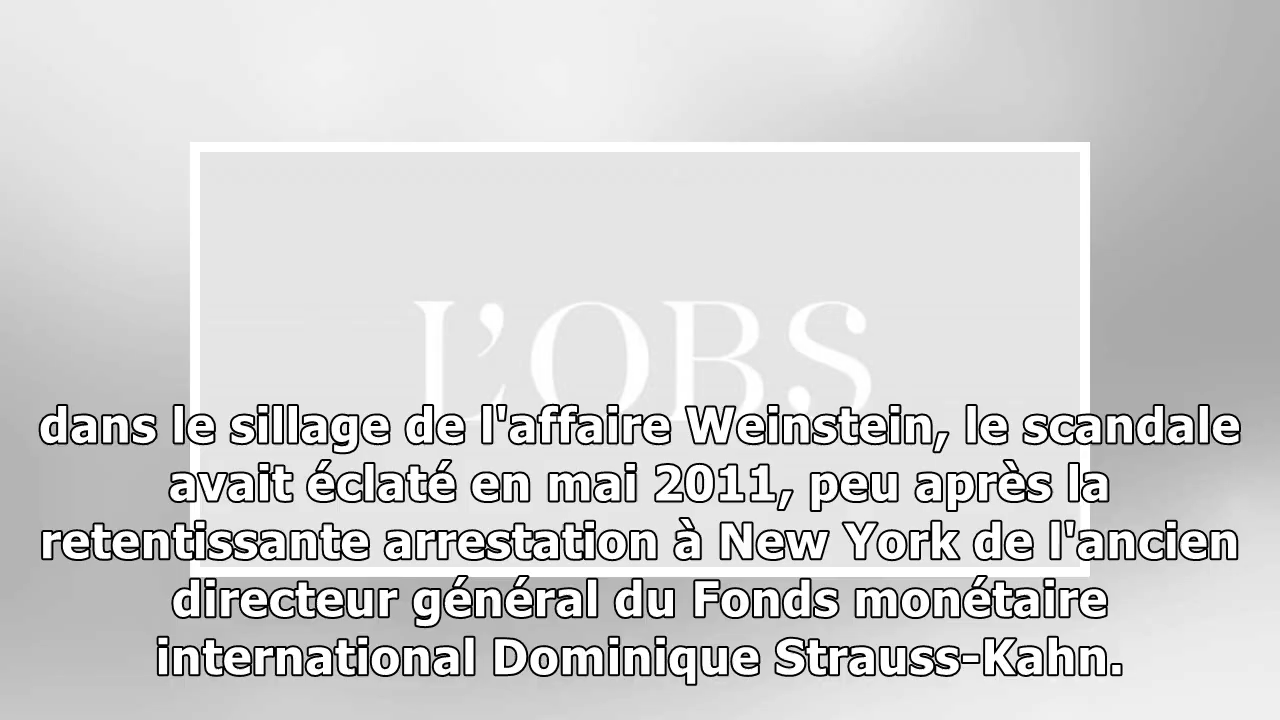 L'OBS
dans le sillage de l'affaire Weinstein, le scandale
avait éclaté en mai 2011, peu après la
retentissante arrestation à New York de l'ancien
directeur général du Fonds monétaire
international Dominique Strauss-Kahn.